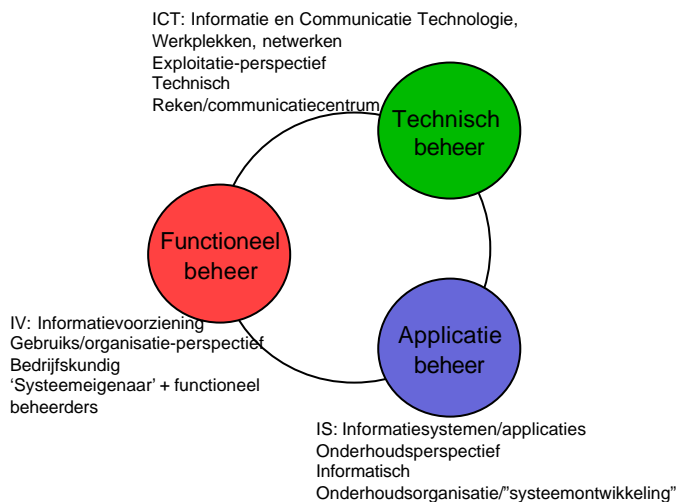 ICT: Informatie en Communicatie Technologie,
Werkplekken, netwerken
Exploitatie-perspectief
Technisch
Reken/communicatiecentrum
Technisch
beheer
Functioneel
beheer
IV: Informatievoorziening
Gebruiks/organisatie-perspectief
Bedrijfskundig
‘Systeemeigenaar’ + functioneel
beheerders
Applicatie
beheer
IS: Informatiesystemen/applicaties
Onderhoudsperspectief
Informatisch
Onderhoudsorganisatie/”systeemontwikkeling”